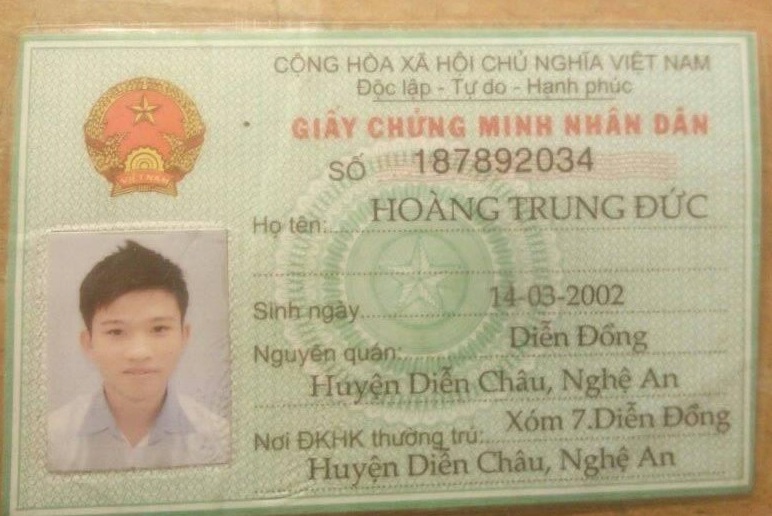 CỘNG HÒA XÃ HỘI CHỦ NGHĨA VIỆT NAM
Độc lập - Tự do - Hạnh phúc
GIẤY CHỨNG MINH NHÂN DÂN
SỐ 187892034
Họ tên: HOÀNG TRUNG ĐỨC
Sinh ngày 14-03-2002
Nguyên quán: Diễn Đồng
Huyện Diễn Châu, Nghệ An
Nơi ĐKHK thường trú: Xóm 7.Diễn Đồng
Huyện Diễn Châu, Nghệ An
VIỆT NAM